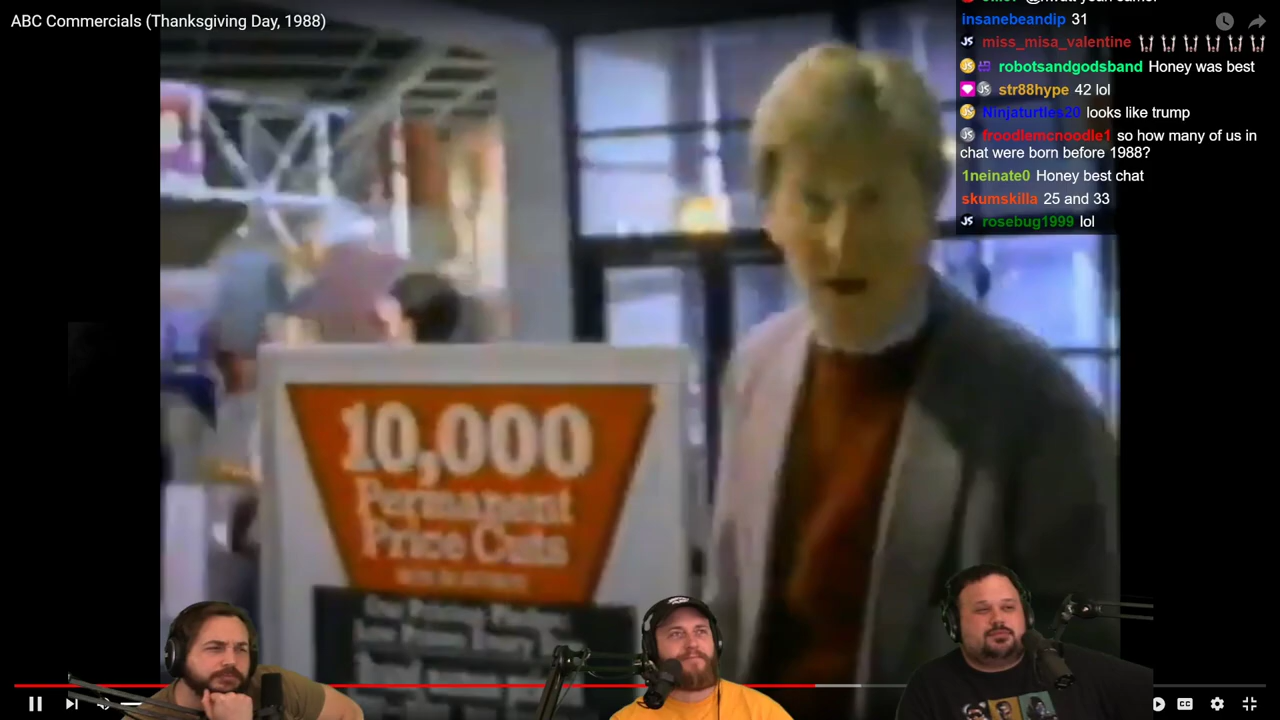 ABC Commercials (Thanksgiving Day, 1988)
insanebeandip 31
miss_misa_valentine
robotsandgodsband Honey was best
str88hype 42 lol
Ninjaturtles20 looks like trump
froodlemcnoodle1 so how many of us in
chat were born before 1988?
1neinate0 Honey best chat
skumskilla 25 and 33
rosebug1999 lol
10,000
Permanent
Price Cuts